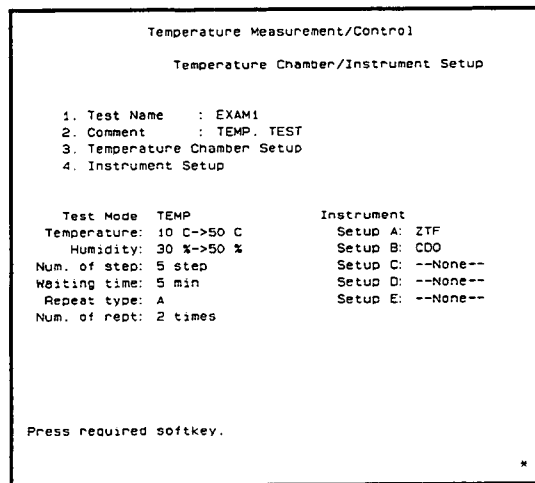 Temperature Measurement/Control
Temperature Chamber/Instrument Setup
1. Test Name : EXAM1
2. Comment : TEMP. TEST
3. Temperature Chamber Setup
4. Instrument Setup
Test Mode TEMP
Temperature: 10 C->50 C
Humidity: 30 %->50 %
Num. of step: 5 step
Waiting time: 5 min
Repeat type: A
Num. of rept: 2 times
Instrument
Setup A: ZTF
Setup B: CDO
Setup C: --None--
Setup D: --None--
Setup E: --None--
Press required softkey.
*